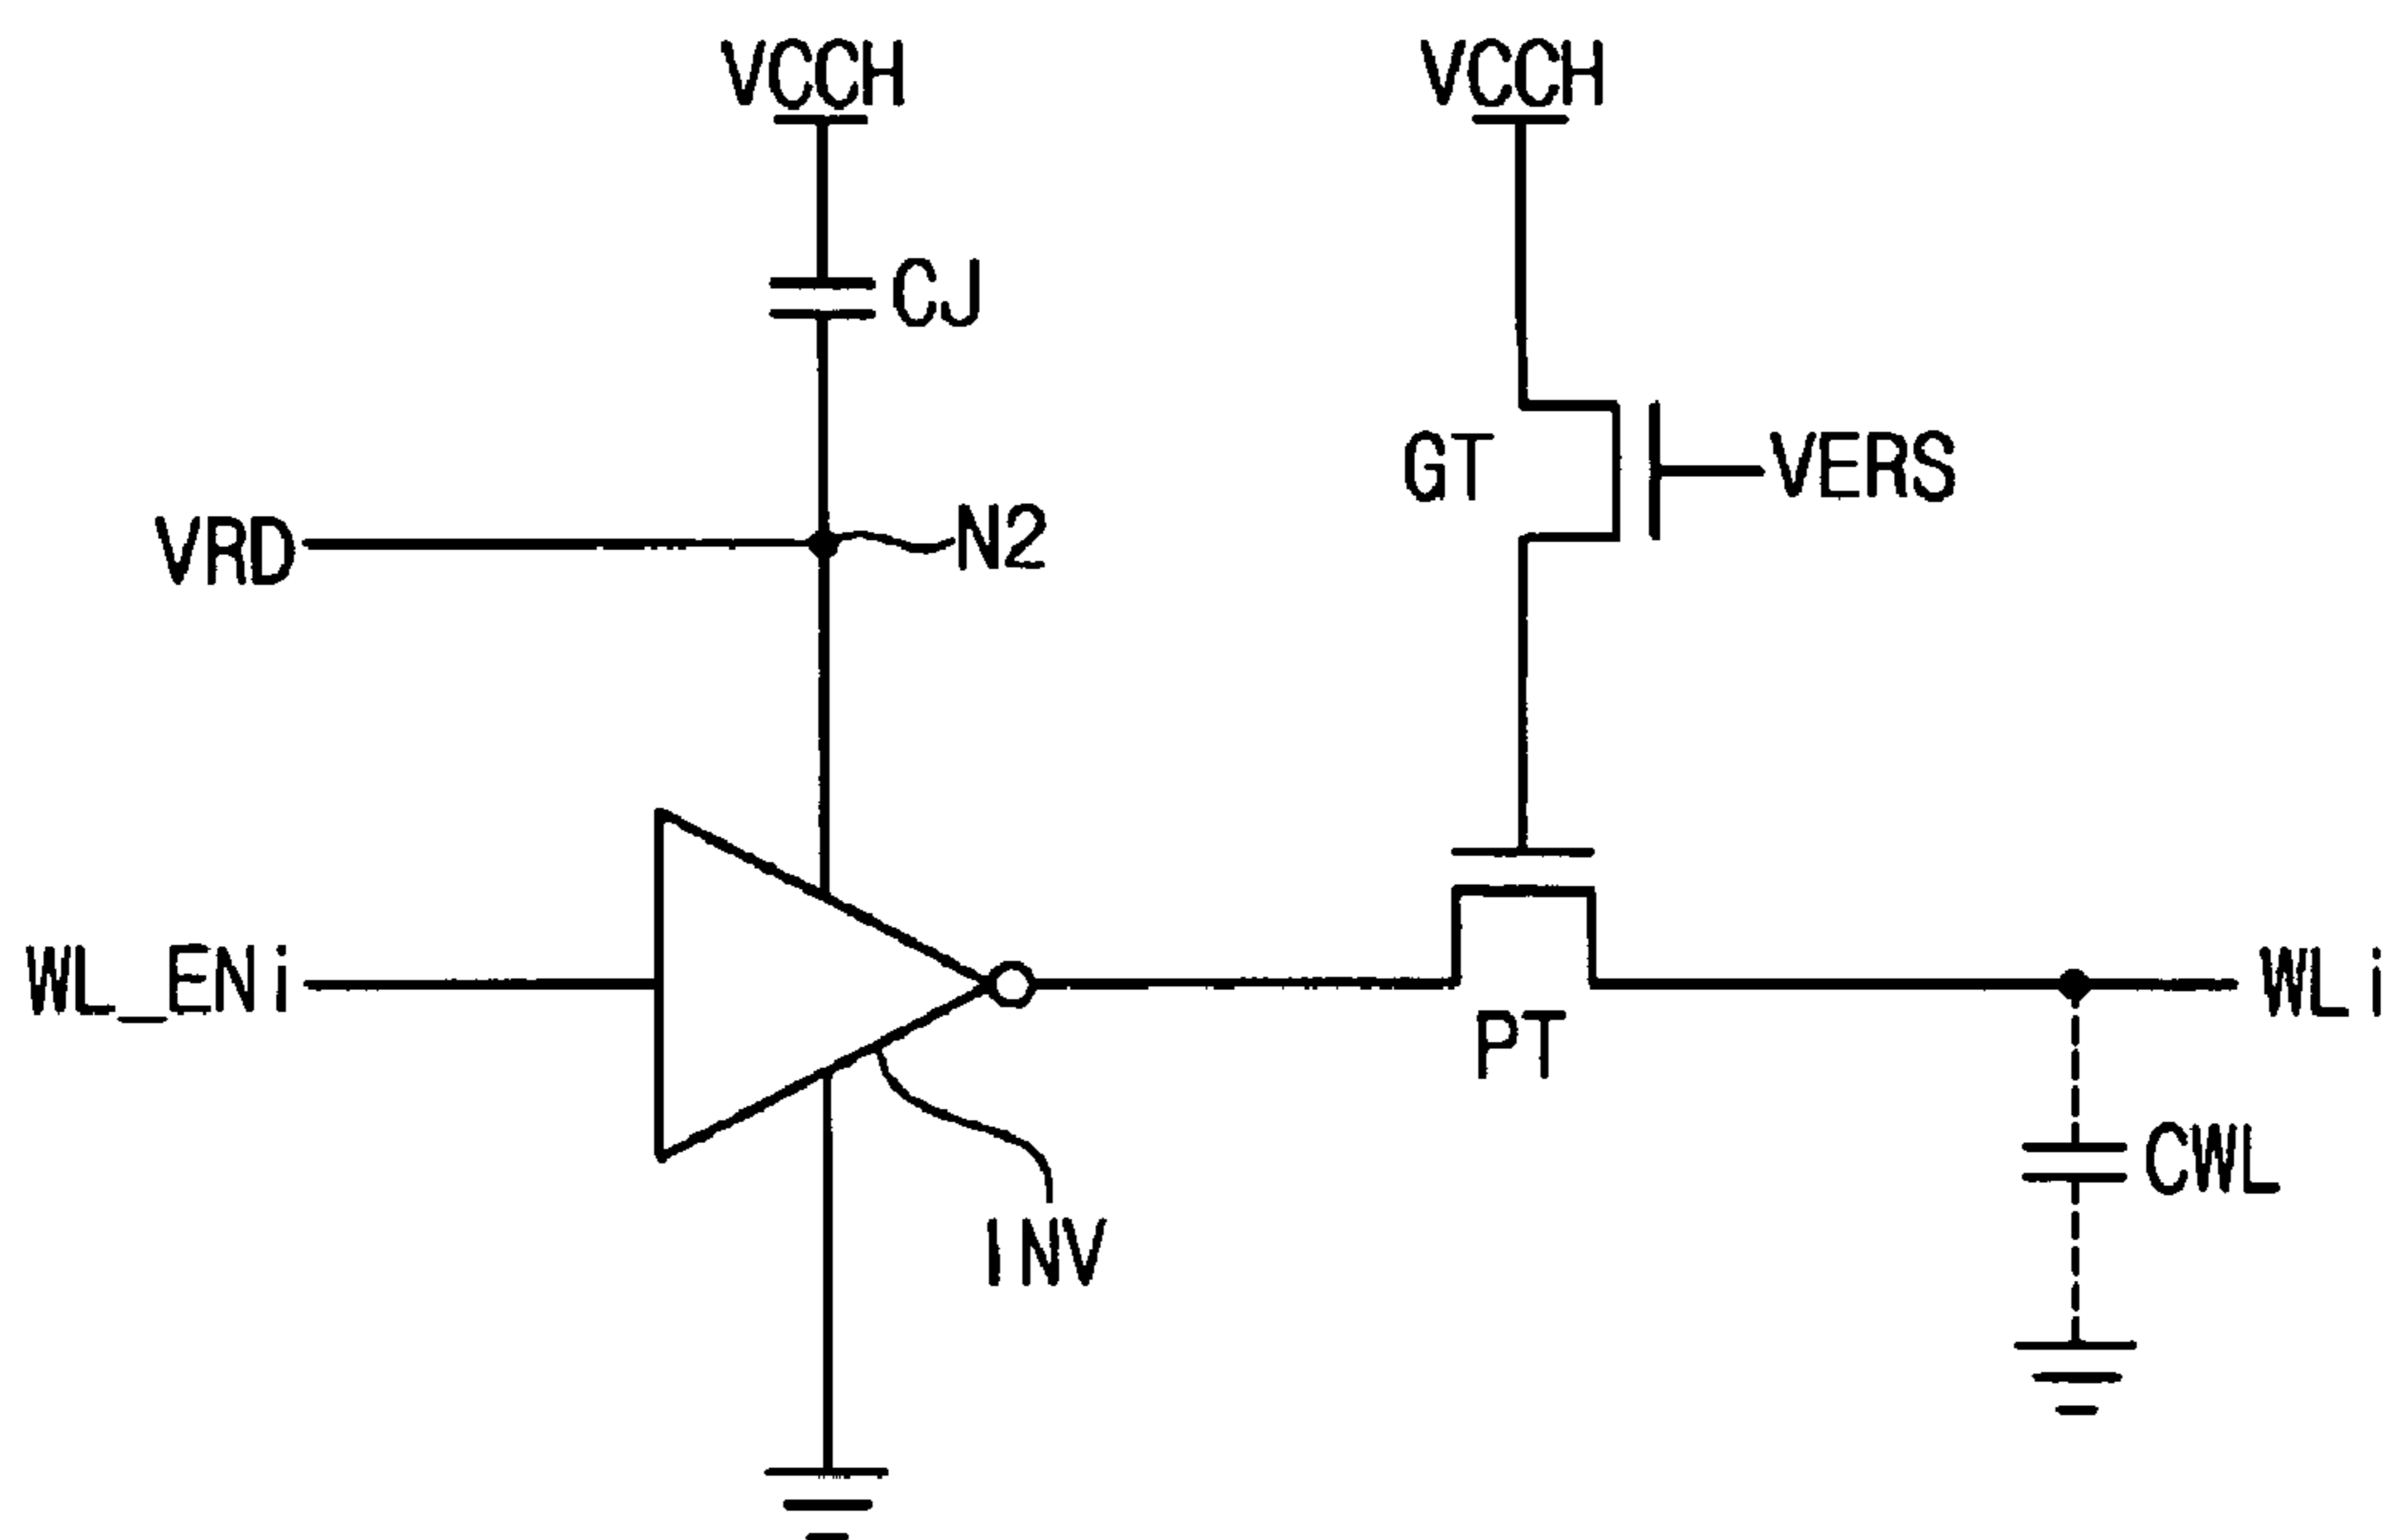 VCCH
VCCH
CJ
GT
VERS
VRD
N2
WL_ENi
PT
WLi
CWL
INV